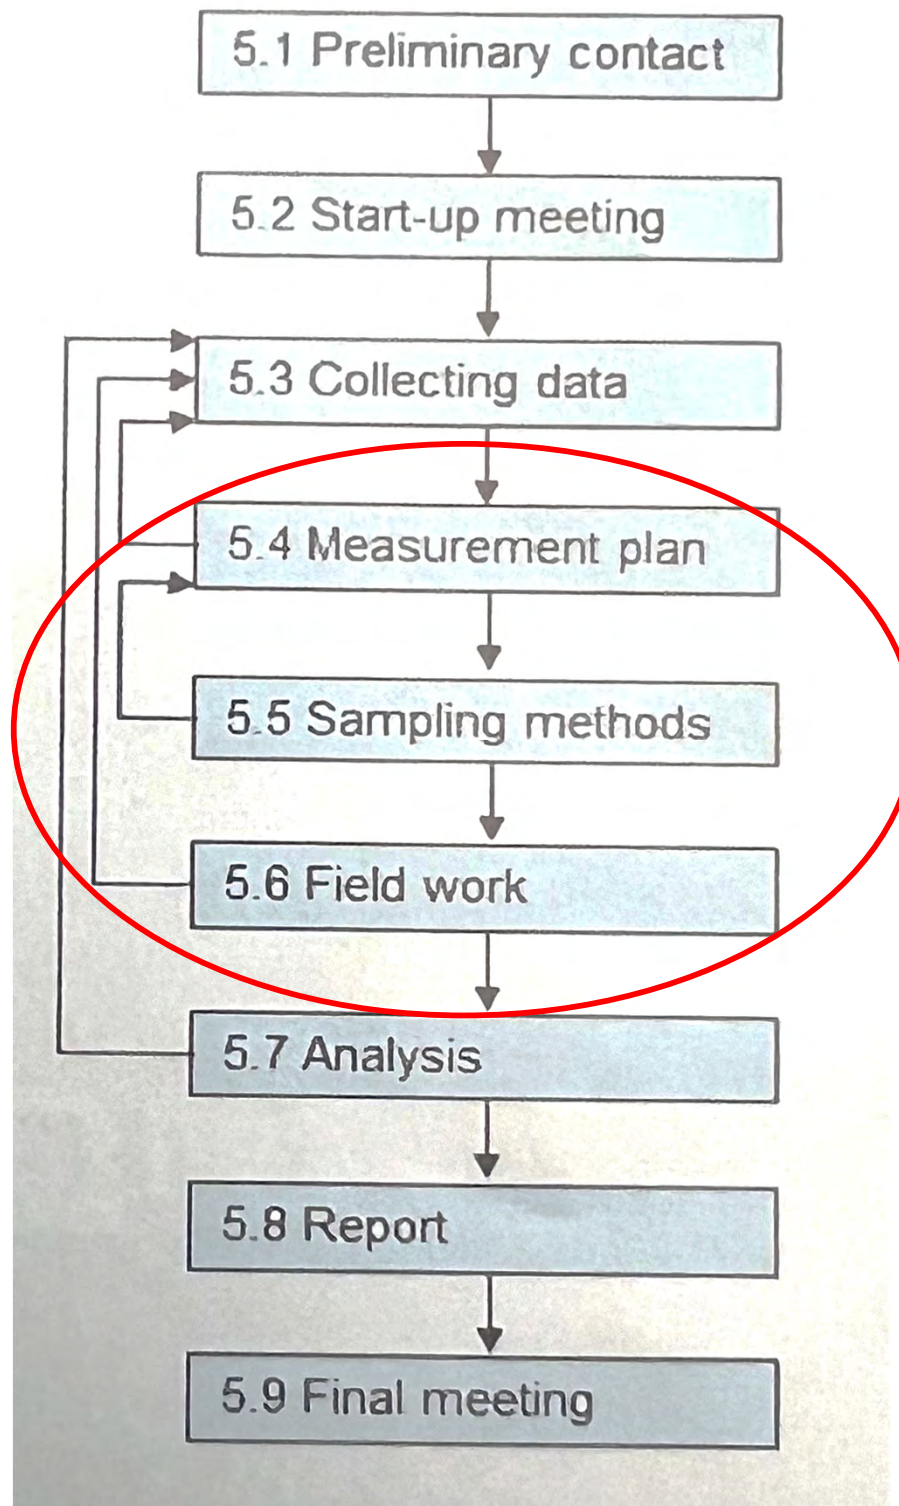 5.1 Preliminary contact
5.2 Start-up meeting
5.3 Collecting data
5.4 Measurement plan
5.5 Sampling methods
5.6 Field work
5.7 Analysis
5.8 Report
5.9 Final meeting